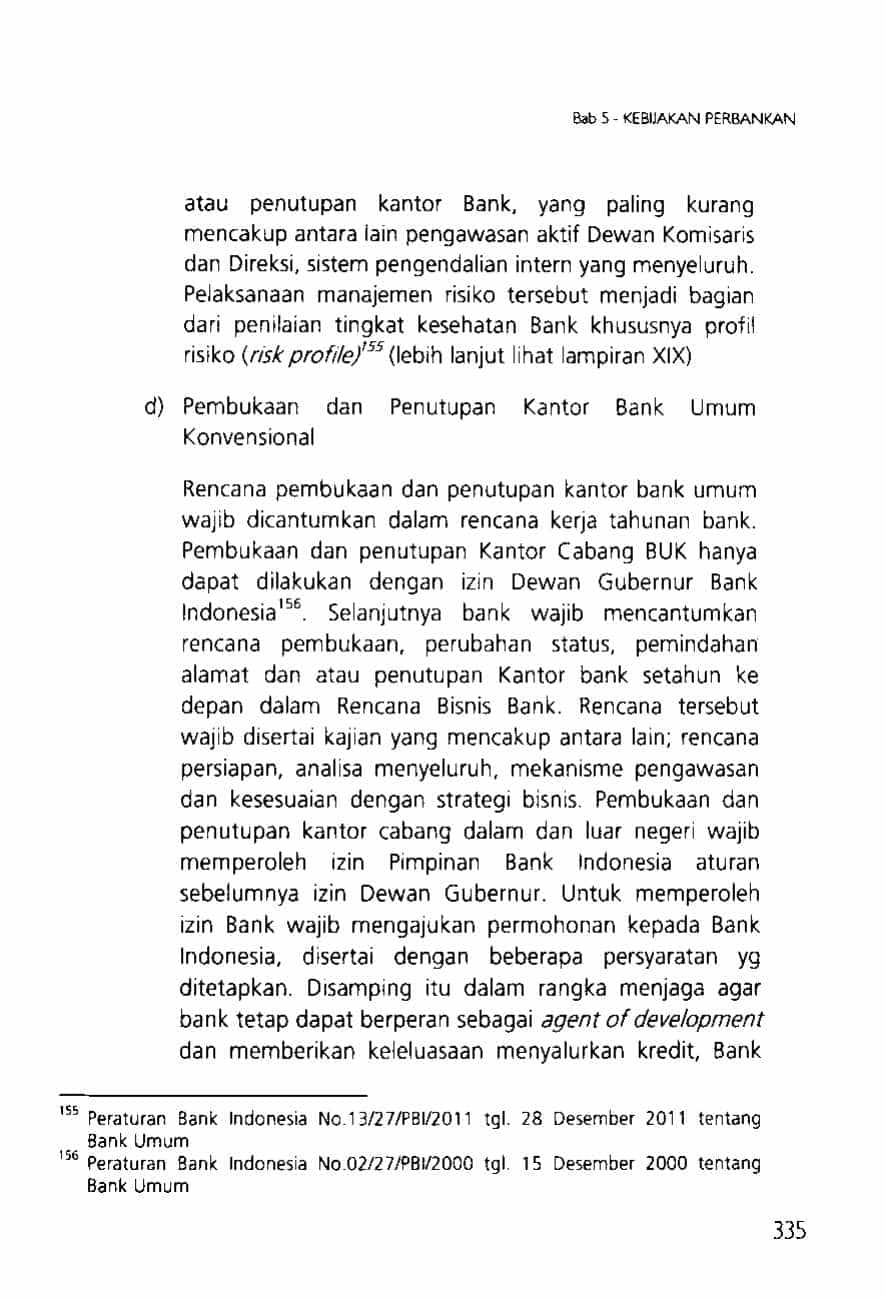 Bab 5 - KEBIJAKAN PERBANKAN
atau penutupan kantor Bank, yang paling kurang
mencakup antara lain pengawasan aktif Dewan Komisaris
dan Direksi, sistem pengendalian intern yang menyeluruh.
Pelaksanaan manajemen risiko tersebut menjadi bagian
dari penilaian tingkat kesehatan Bank khususnya profil
risiko (risk profile)¹⁵⁵ (lebih lanjut lihat lampiran XIX)
d) Pembukaan dan Penutupan Kantor Bank Umum
Konvensional
Rencana pembukaan dan penutupan kantor bank umum
wajib dicantumkan dalam rencana kerja tahunan bank.
Pembukaan dan penutupan Kantor Cabang BUK hanya
dapat dilakukan dengan izin Dewan Gubernur Bank
Indonesia¹⁵⁶. Selanjutnya bank wajib mencantumkan
rencana pembukaan, perubahan status, pemindahan
alamat dan atau penutupan Kantor bank setahun ke
depan dalam Rencana Bisnis Bank. Rencana tersebut
wajib disertai kajian yang mencakup antara lain; rencana
persiapan, analisa menyeluruh, mekanisme pengawasan
dan kesesuaian dengan strategi bisnis. Pembukaan dan
penutupan kantor cabang dalam dan luar negeri wajib
memperoleh izin Pimpinan Bank Indonesia aturan
sebelumnya izin Dewan Gubernur. Untuk memperoleh
izin Bank wajib mengajukan permohonan kepada Bank
Indonesia, disertai dengan beberapa persyaratan yg
ditetapkan. Disamping itu dalam rangka menjaga agar
bank tetap dapat berperan sebagai agent of development
dan memberikan keleluasaan menyalurkan kredit, Bank
¹⁵⁵ Peraturan Bank Indonesia No.13/27/PBI/2011 tgl. 28 Desember 2011 tentang
Bank Umum
¹⁵⁶ Peraturan Bank Indonesia No.02/27/PBI/2000 tgl. 15 Desember 2000 tentang
Bank Umum
335